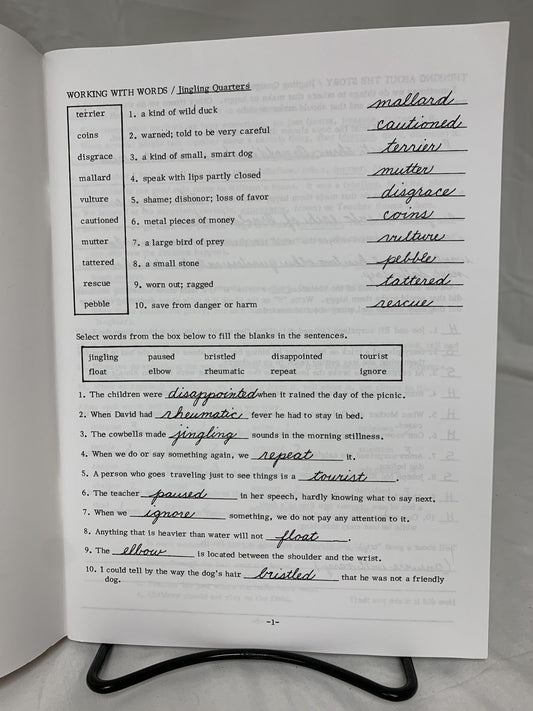 WORKING WITH WORDS / Jingling Quarters
terrier 1. a kind of wild duck mallard
coins 2. warned; told to be very careful cautioned
disgrace 3. a kind of small, smart dog terrier
mallard 4. speak with lips partly closed mutter
vulture 5. shame; dishonor; loss of favor disgrace
cautioned 6. metal pieces of money coins
mutter 7. a large bird of prey vulture
tattered 8. a small stone pebble
rescue 9. worn out; ragged tattered
pebble 10. save from danger or harm rescue
Select words from the box below to fill the blanks in the sentences.
jingling paused bristled disappointed tourist
float elbow rheumatic repeat ignore
1. The children were disappointed when it rained the day of the picnic.
2. When David had rheumatic fever he had to stay in bed.
3. The cowbells made jingling sounds in the morning stillness.
4. When we do or say something again, we repeat it.
5. A person who goes traveling just to see things is a tourist.
6. The teacher paused in her speech, hardly knowing what to say next.
7. When we ignore something, we do not pay any attention to it.
8. Anything that is heavier than water will not float.
9. The elbow is located between the shoulder and the wrist.
10. I could tell by the way the dog's hair bristled that he was not a friendly
dog.
-1-